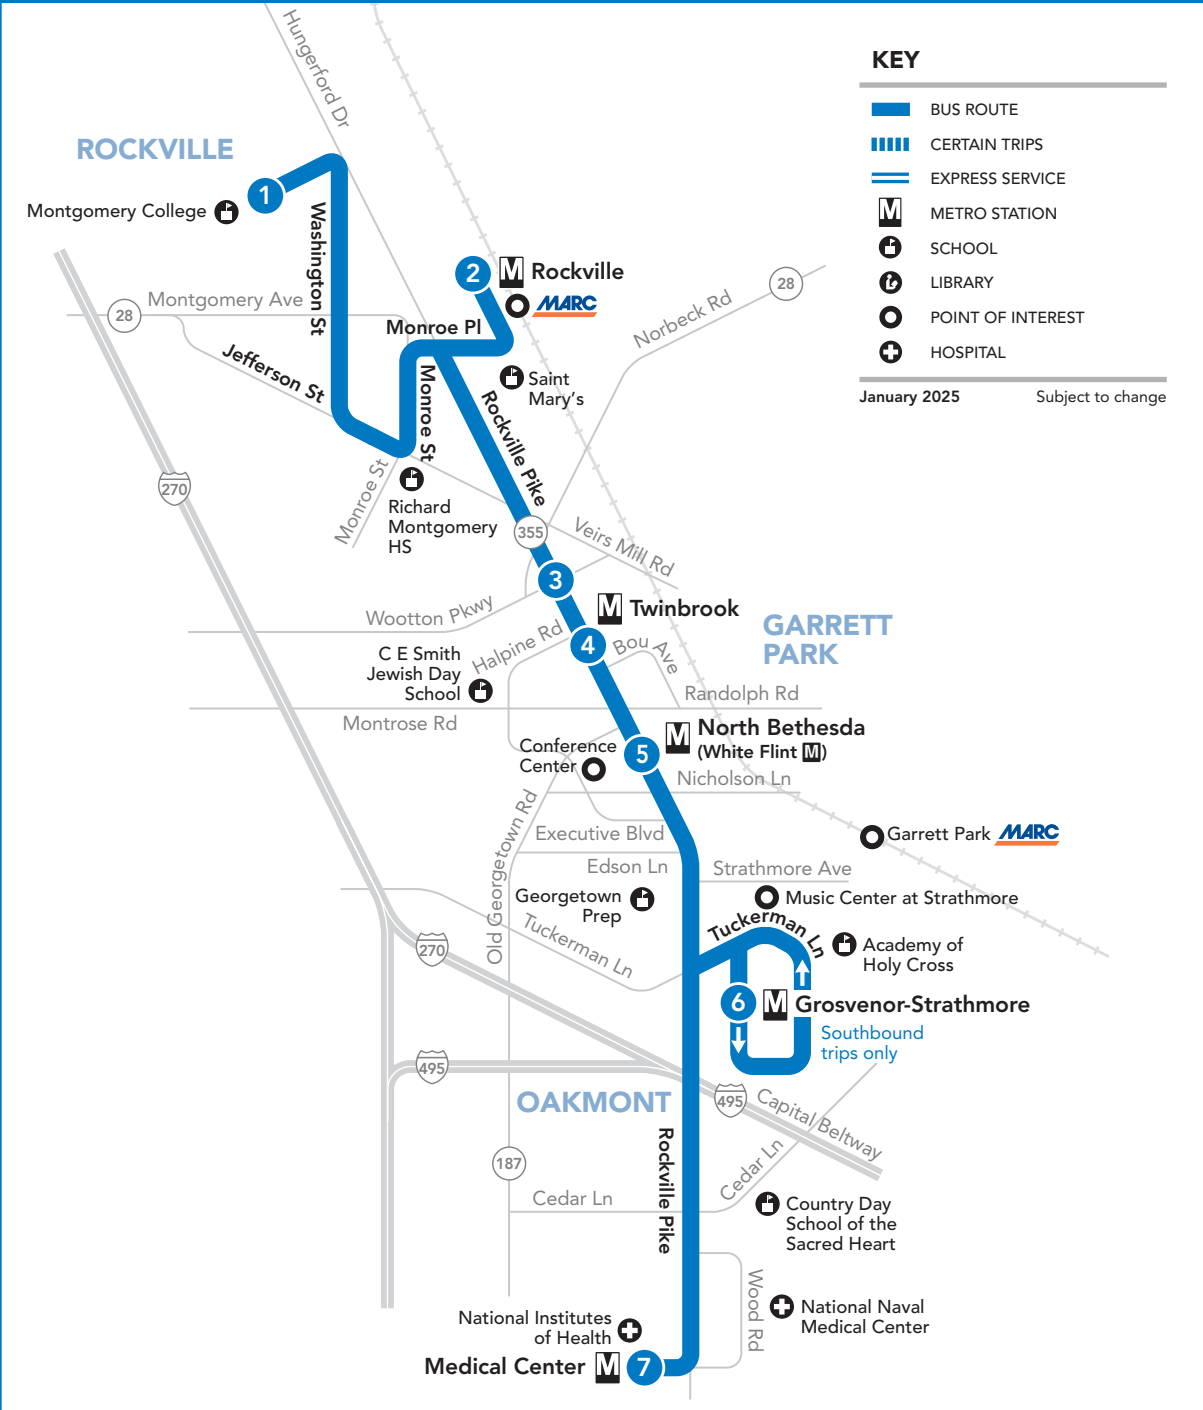 Hungerford Dr
KEY
BUS ROUTE
CERTAIN TRIPS
EXPRESS SERVICE
M
METRO STATION
SCHOOL
LIBRARY
POINT OF INTEREST
HOSPITAL
January 2025
Subject to change
ROCKVILLE
1
Montgomery College
Washington St
2
M
Rockville
MARC
28
Montgomery Ave
28
Norbeck Rd
Monroe Pl
Jefferson St
Monroe St
Saint
Mary's
Rockville Pike
Monroe St
270
Richard
Montgomery
HS
355
Veirs Mill Rd
3
Wootton Pkwy
M
Twinbrook
GARRETT
PARK
4
Halpine Rd
Bou Ave
C E Smith
Jewish Day
School
Randolph Rd
Montrose Rd
M
North Bethesda
(White Flint M)
5
Conference
Center
Nicholson Ln
Old Georgetown Rd
Executive Blvd
Garrett Park
MARC
Edson Ln
Strathmore Ave
Georgetown
Prep
Music Center at Strathmore
Tuckerman Ln
Tuckerman Ln
Academy of
Holy Cross
270
6
M
Grosvenor-Strathmore
Southbound
trips only
495
OAKMONT
495
Capital Beltway
Rockville Pike
187
Cedar Ln
Cedar Ln
Country Day
School of the
Sacred Heart
Wood Rd
National Naval
Medical Center
National Institutes
of Health
Medical Center
M
7